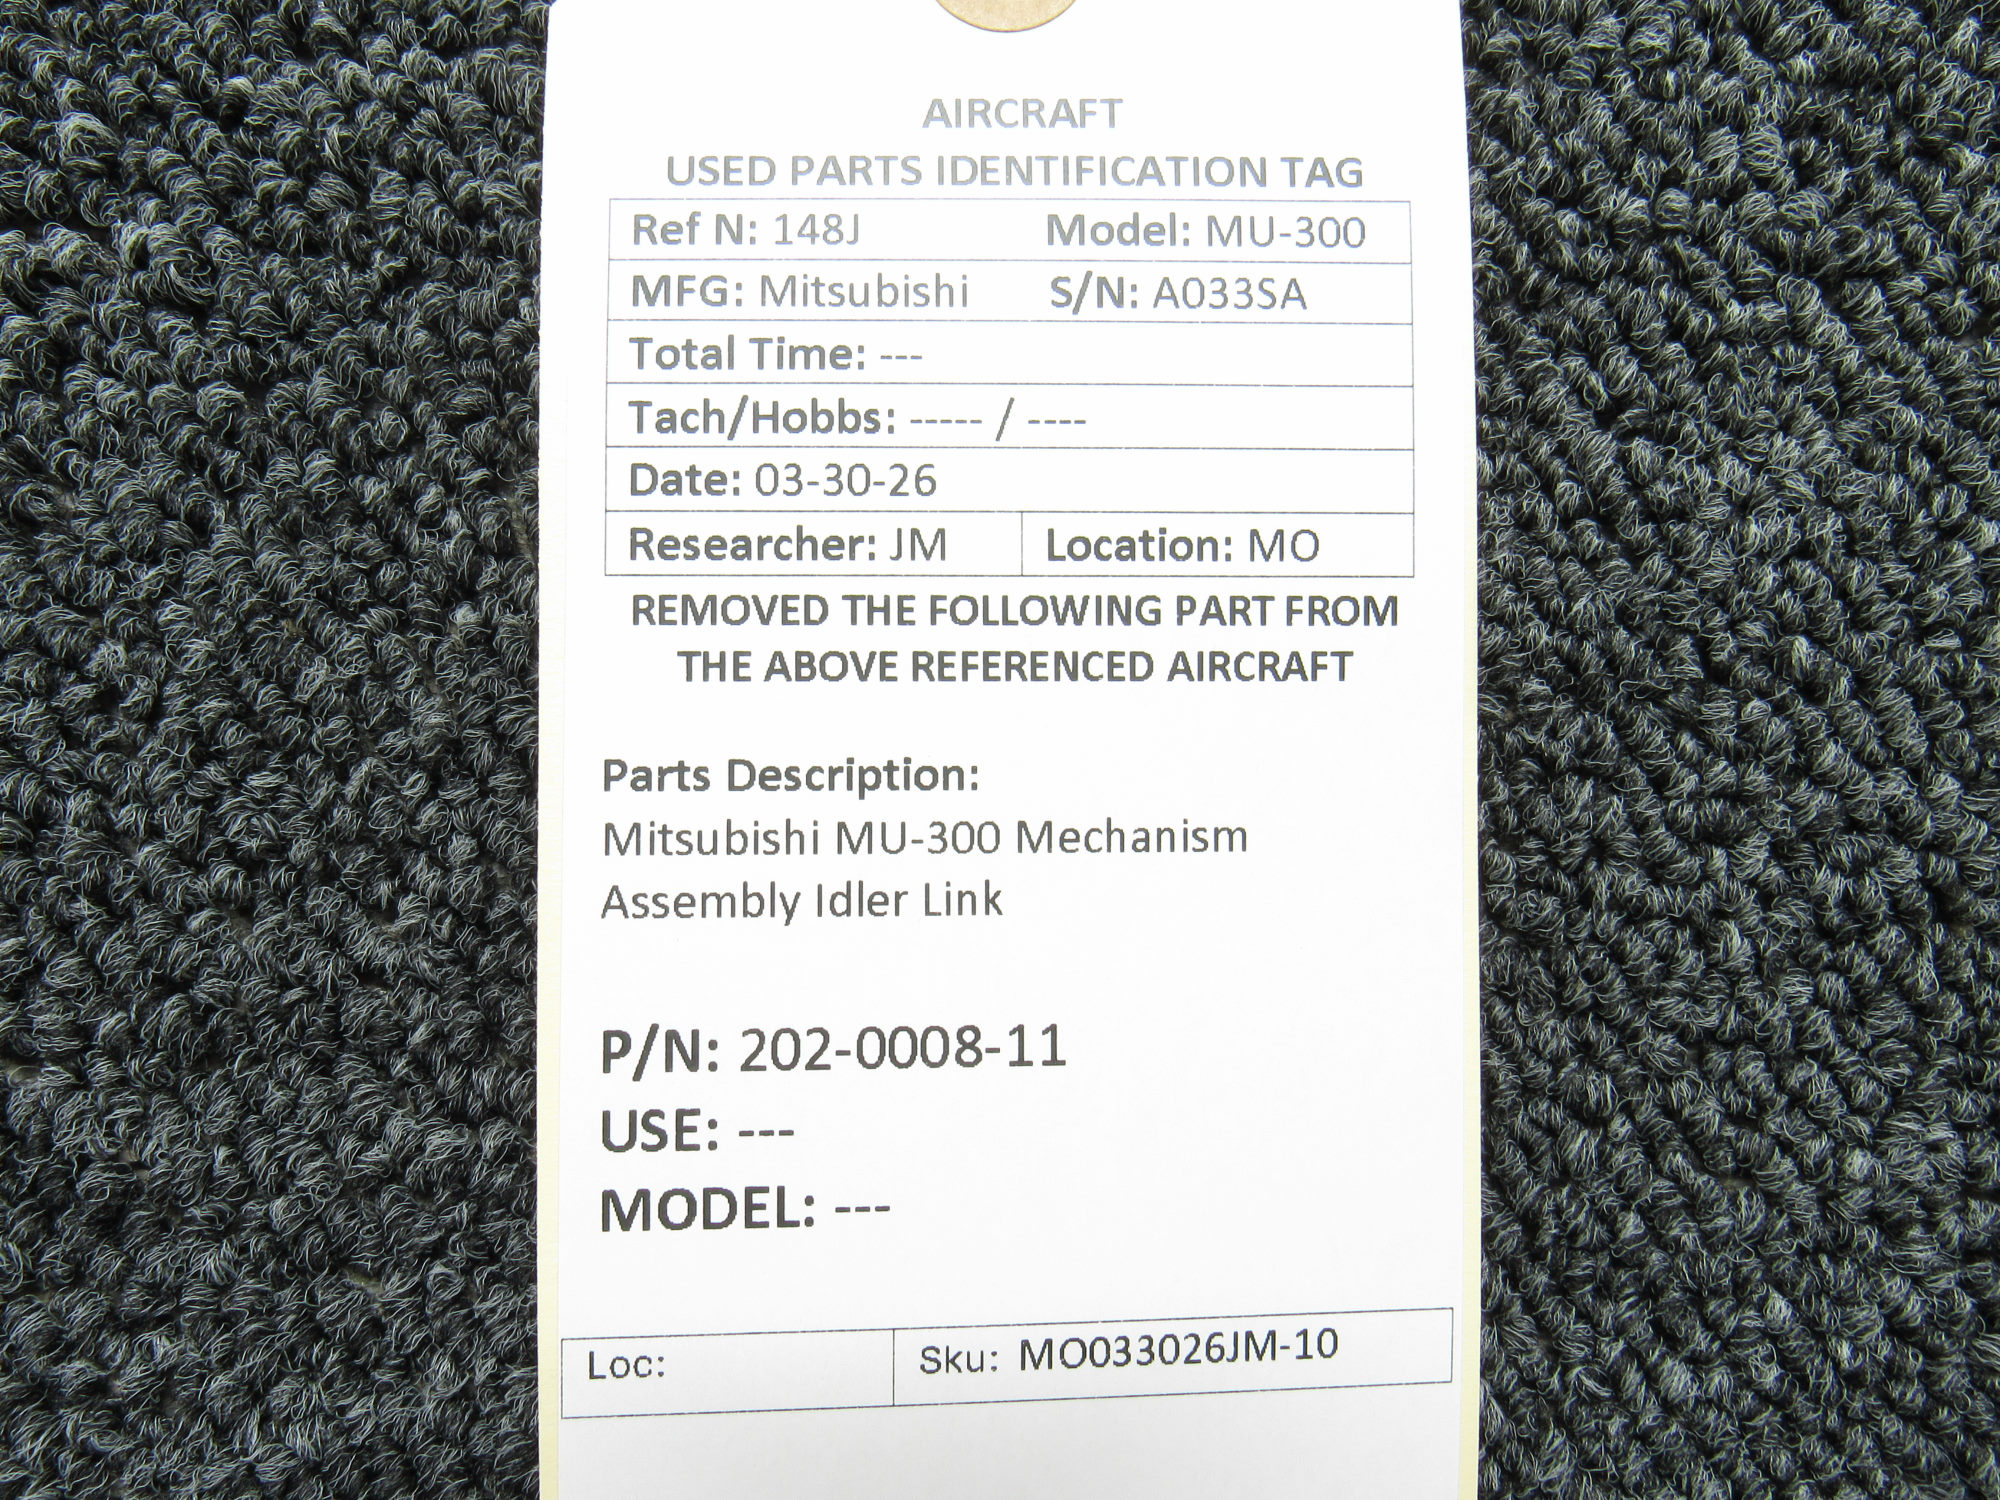 AIRCRAFT
USED PARTS IDENTIFICATION TAG
Ref N: 148J Model: MU-300
MFG: Mitsubishi S/N: A033SA
Total Time: ---
Tach/Hobbs: ----- / ----
Date: 03-30-26
Researcher: JM Location: MO
REMOVED THE FOLLOWING PART FROM
THE ABOVE REFERENCED AIRCRAFT
Parts Description:
Mitsubishi MU-300 Mechanism
Assembly Idler Link
P/N: 202-0008-11
USE: ---
MODEL: ---
Loc: Sku: MO033026JM-10